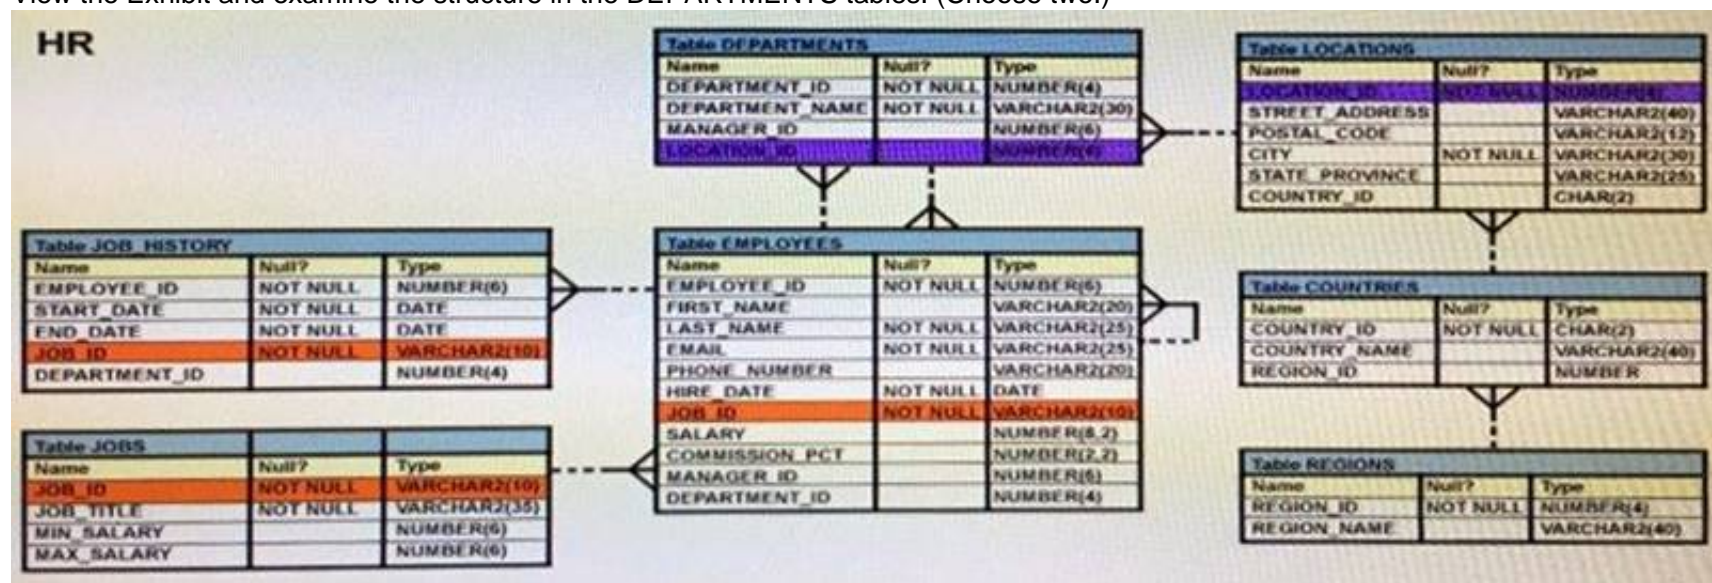 View the Exhibit and examine the structure in the DEPARTMENTS tables. (Choose two.)
HR
Table DEPARTMENTS
Name Null? Type
DEPARTMENT_ID NOT NULL NUMBER(4)
DEPARTMENT_NAME NOT NULL VARCHAR2(30)
MANAGER_ID NUMBER(6)
LOCATION_ID NUMBER(4)
Table LOCATIONS
Name Null? Type
LOCATION_ID NOT NULL NUMBER(4)
STREET_ADDRESS VARCHAR2(40)
POSTAL_CODE VARCHAR2(12)
CITY NOT NULL VARCHAR2(30)
STATE_PROVINCE VARCHAR2(25)
COUNTRY_ID CHAR(2)
Table JOB_HISTORY
Name Null? Type
EMPLOYEE_ID NOT NULL NUMBER(6)
START_DATE NOT NULL DATE
END_DATE NOT NULL DATE
JOB_ID NOT NULL VARCHAR2(10)
DEPARTMENT_ID NUMBER(4)
Table EMPLOYEES
Name Null? Type
EMPLOYEE_ID NOT NULL NUMBER(6)
FIRST_NAME VARCHAR2(20)
LAST_NAME NOT NULL VARCHAR2(25)
EMAIL NOT NULL VARCHAR2(25)
PHONE_NUMBER VARCHAR2(20)
HIRE_DATE NOT NULL DATE
JOB_ID NOT NULL VARCHAR2(10)
SALARY NUMBER(8,2)
COMMISSION_PCT NUMBER(2,2)
MANAGER_ID NUMBER(6)
DEPARTMENT_ID NUMBER(4)
Table COUNTRIES
Name Null? Type
COUNTRY_ID NOT NULL CHAR(2)
COUNTRY_NAME VARCHAR2(40)
REGION_ID NUMBER
Table JOBS
Name Null? Type
JOB_ID NOT NULL VARCHAR2(10)
JOB_TITLE NOT NULL VARCHAR2(35)
MIN_SALARY NUMBER(6)
MAX_SALARY NUMBER(6)
Table REGIONS
Name Null? Type
REGION_ID NOT NULL NUMBER(4)
REGION_NAME VARCHAR2(40)